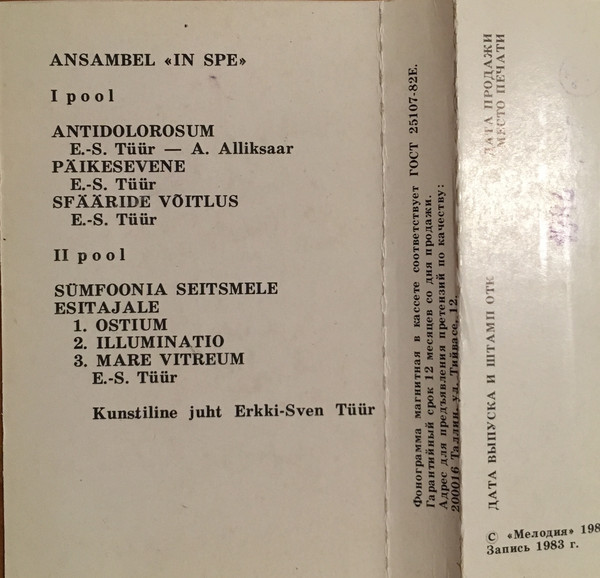 ANSAMBEL «IN SPE»
I pool
ANTIDOLOROSUM
E.-S. Tüür — A. Alliksaar
PÄIKESEVENE
E.-S. Tüür
SFÄÄRIDE VÕITLUS
E.-S. Tüür
II pool
SÜMFOONIA SEITSMELE
ESITAJALE
1. OSTIUM
2. ILLUMINATIO
3. MARE VITREUM
E.-S. Tüür
Kunstiline juht Erkki-Sven Tüür
Фонограмма магнитная в кассете соответствует ГОСТ 25107-82Е.
Гарантийный срок 12 месяцев со дня продажи.
Адрес для предъявления претензий по качеству:
200016 Таллин, ул. Тийвасе, 12.
ДАТА ВЫПУСКА И ШТАМП ОТК
ДАТА ПРОДАЖИ
МЕСТО ПЕЧАТИ
© «Мелодия» 198
Запись 1983 г.